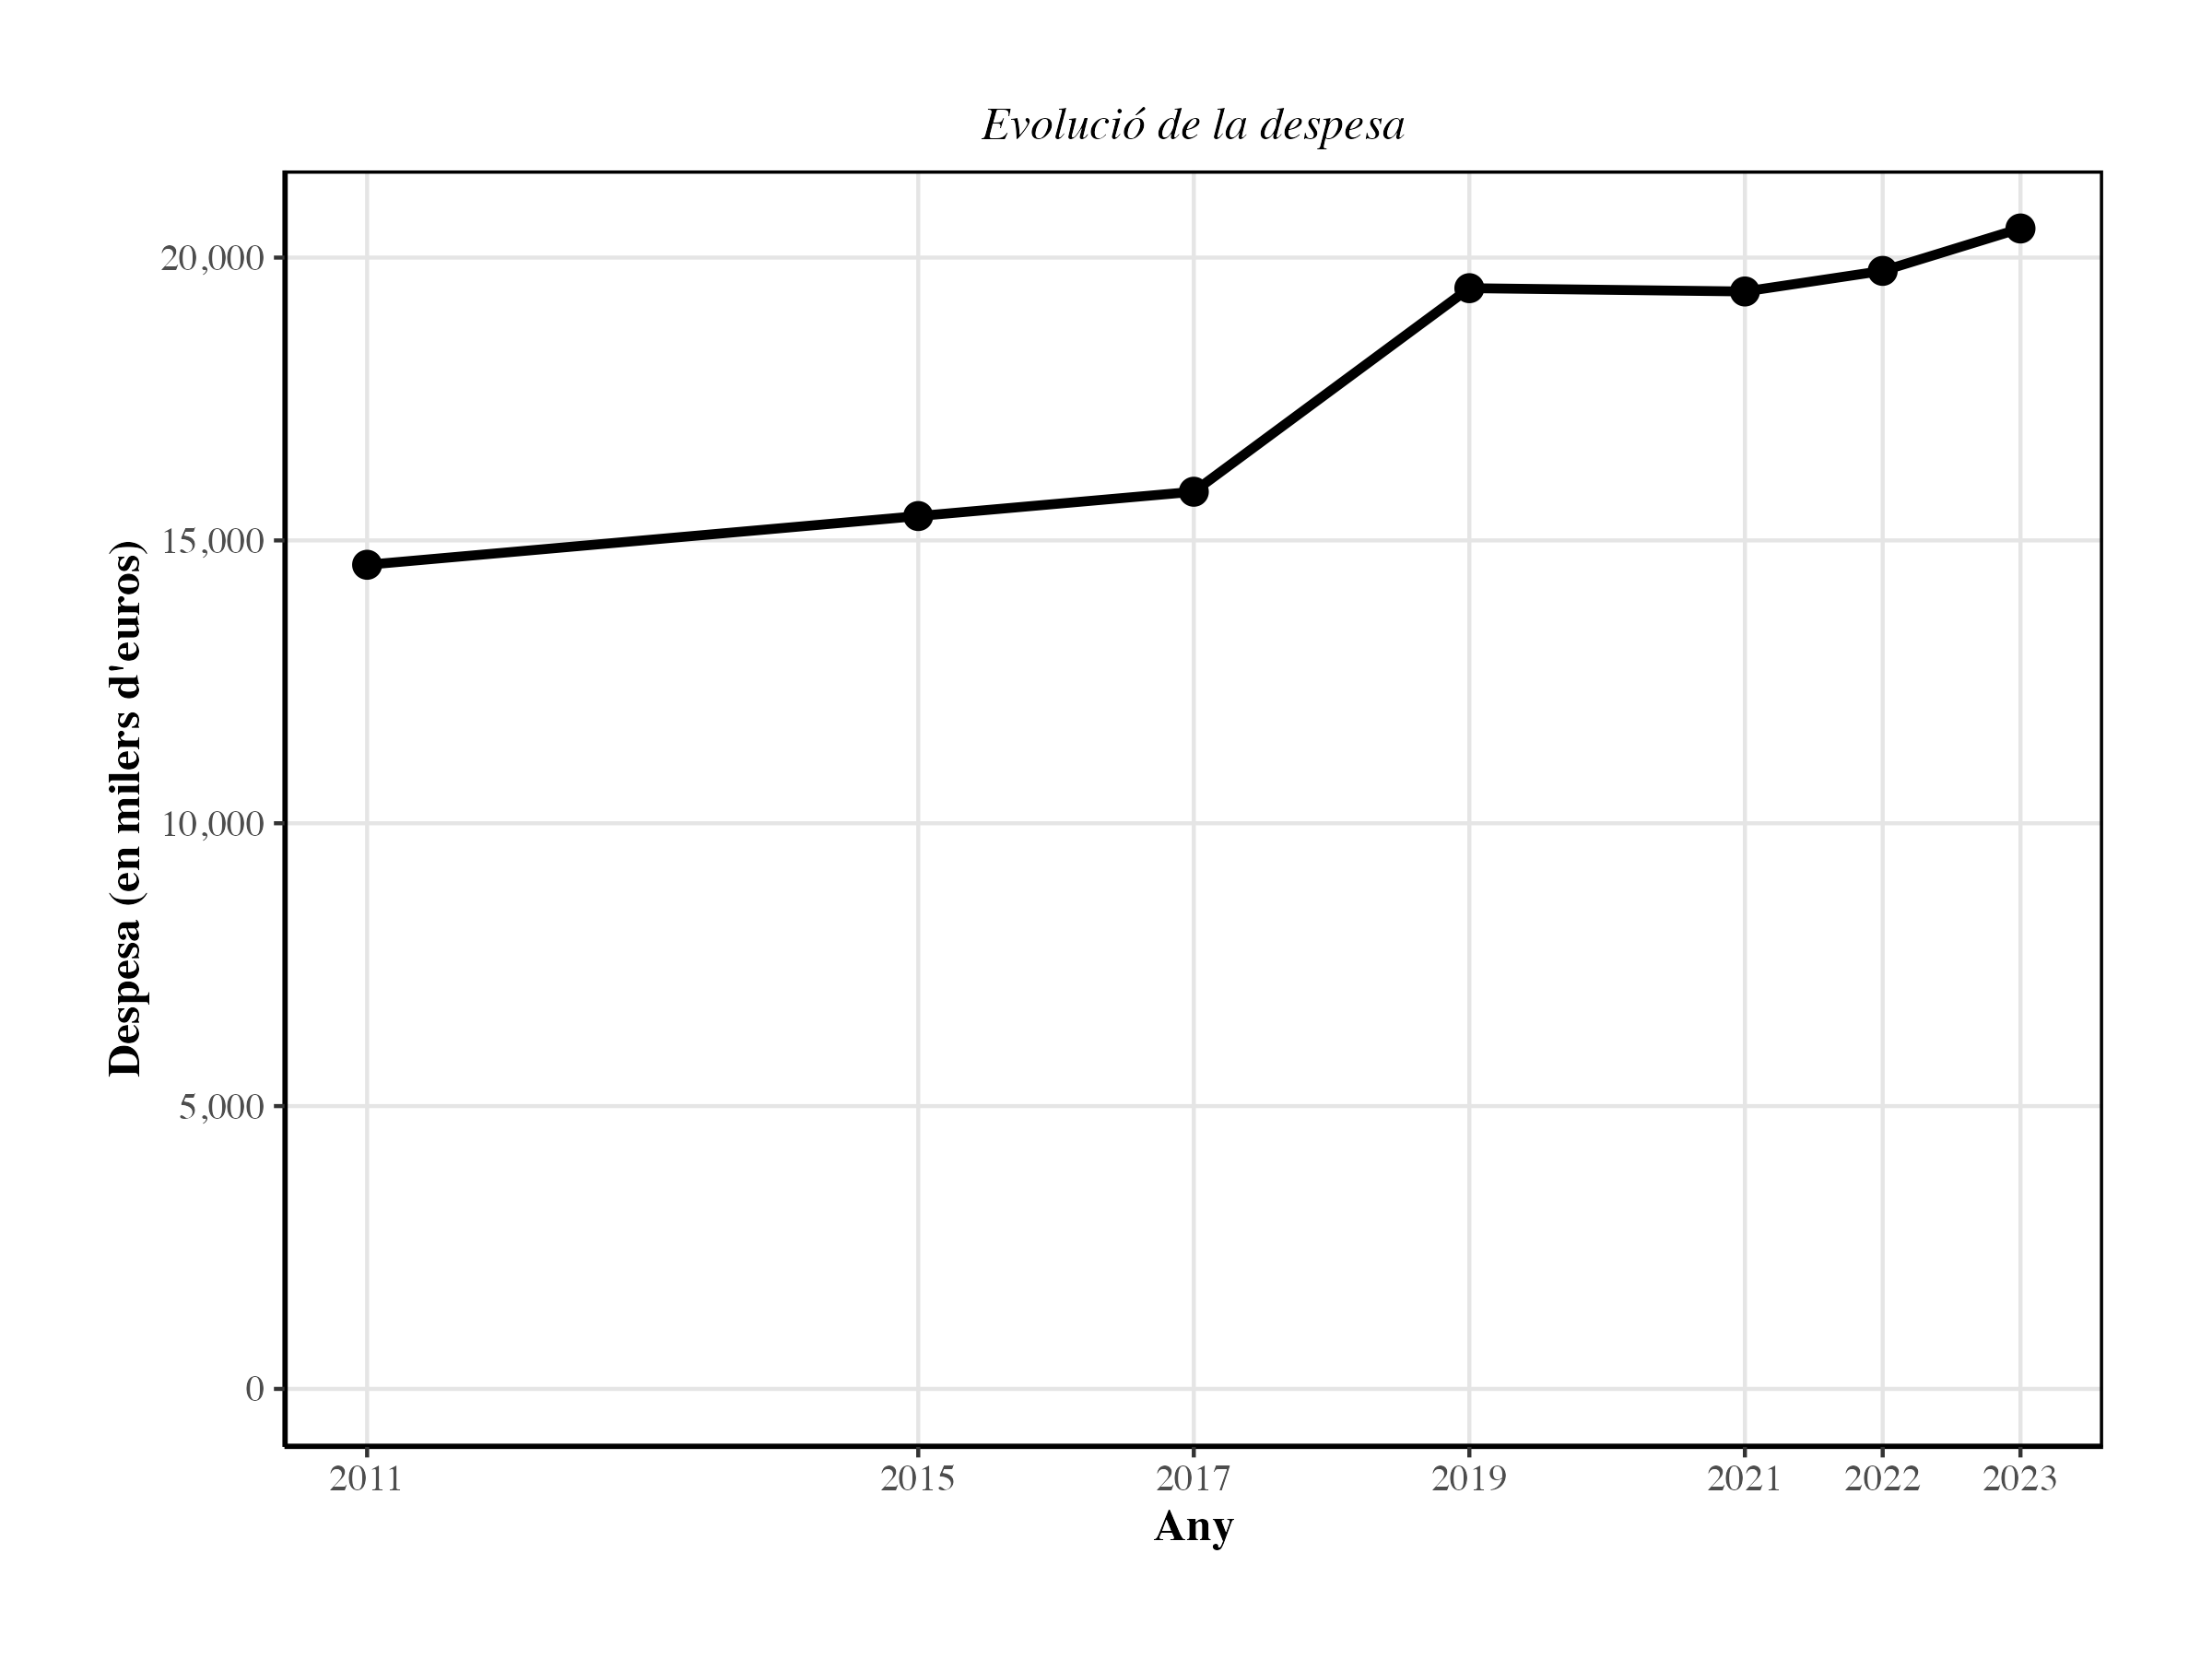 Evolució de la despesa
Despesa (en milers d'euros)
20,000
15,000
10,000
5,000
0
2011 2015 2017 2019 2021 2022 2023
Any